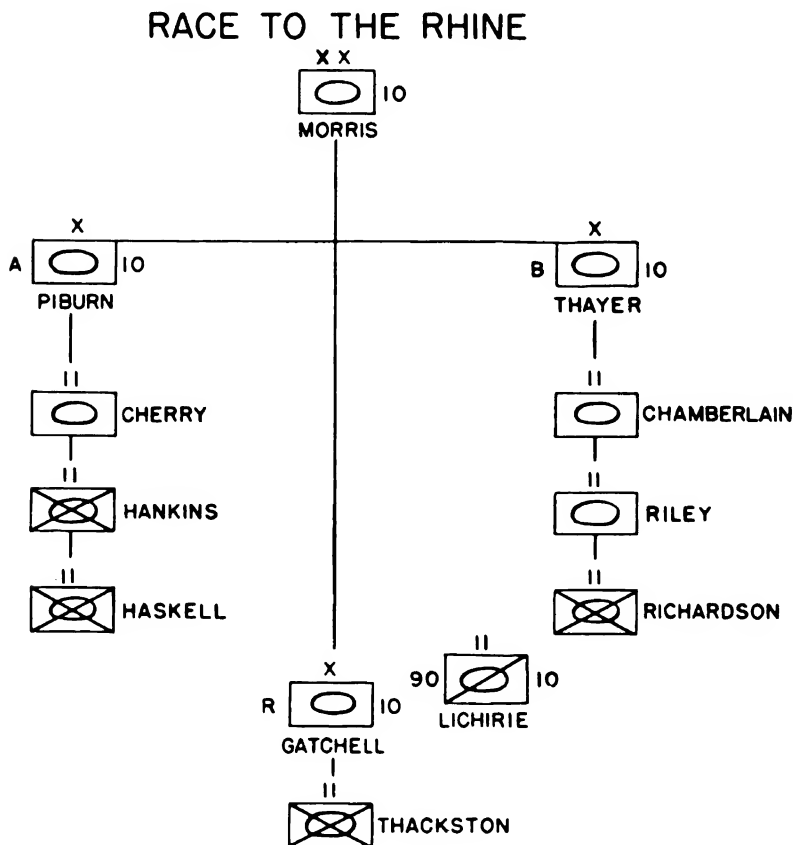 RACE TO THE RHINE
X X
10
MORRIS
X
A 10
PIBURN
X
B 10
THAYER
II
CHERRY
II
CHAMBERLAIN
II
HANKINS
II
RILEY
II
HASKELL
II
RICHARDSON
X
R 10
GATCHELL
II
90 10
LICHIRIE
II
THACKSTON